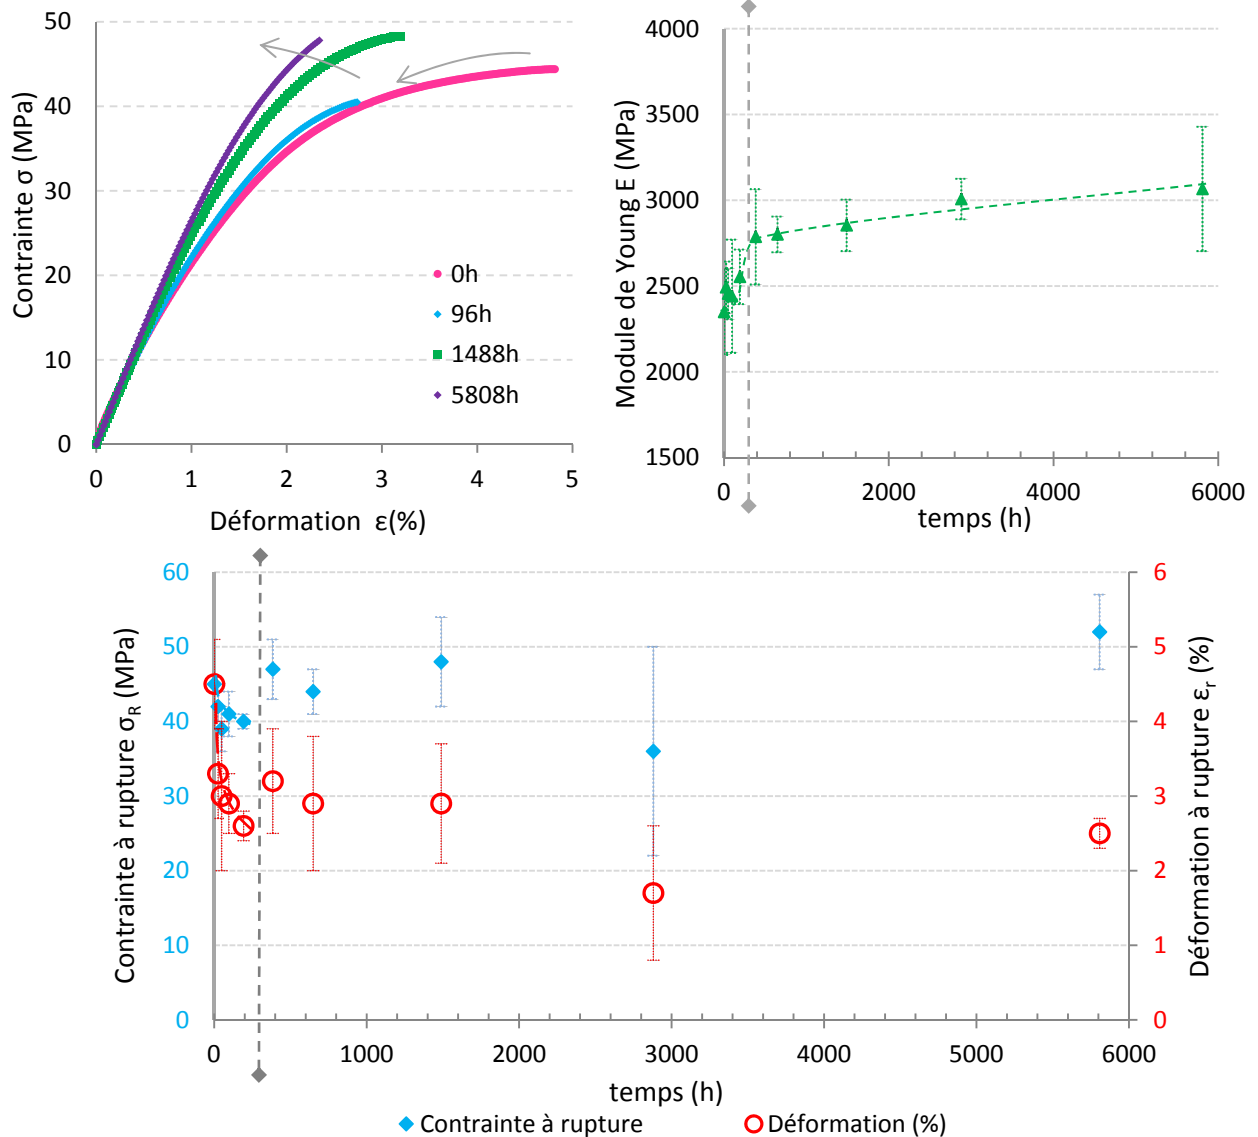 Contrainte σ (MPa)
50
40
30
20
10
0
0 1 2 3 4 5
Déformation ε(%)
0h
96h
1488h
5808h
Module de Young E (MPa)
4000
3500
3000
2500
2000
1500
0 2000 4000 6000
temps (h)
Contrainte à rupture σR (MPa)
60
50
40
30
20
10
0
0 1000 2000 3000 4000 5000 6000
temps (h)
6
5
4
3
2
1
0
Déformation à rupture εr (%)
Contrainte à rupture
Déformation (%)